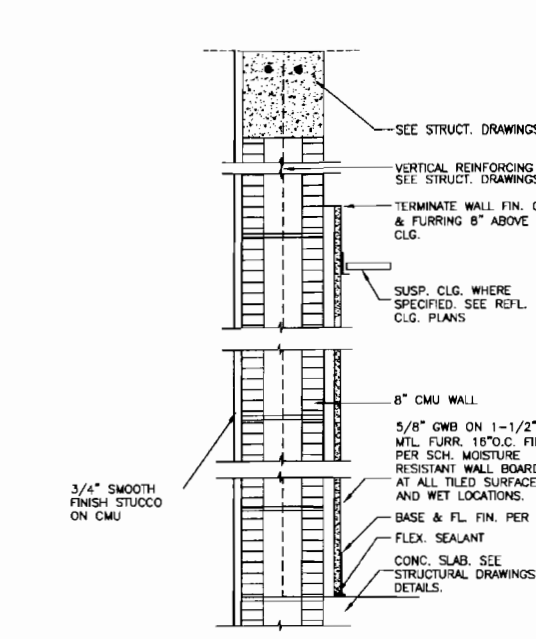 SEE STRUCT. DRAWINGS
VERTICAL REINFORCING
SEE STRUCT. DRAWINGS
TERMINATE WALL FIN.
& FURRING 8" ABOVE
CLG.
SUSP. CLG. WHERE
SPECIFIED. SEE REFL.
CLG. PLANS
8" CMU WALL
5/8" GWB ON 1-1/2"
MTL. FURR. 16"O.C.
PER SCH. MOISTURE
RESISTANT WALL BOARD
AT ALL TILED SURFACE
AND WET LOCATIONS.
3/4" SMOOTH
FINISH STUCCO
ON CMU
BASE & FL. FIN. PER
FLEX. SEALANT
CONC. SLAB. SEE
STRUCTURAL DRAWINGS
DETAILS.